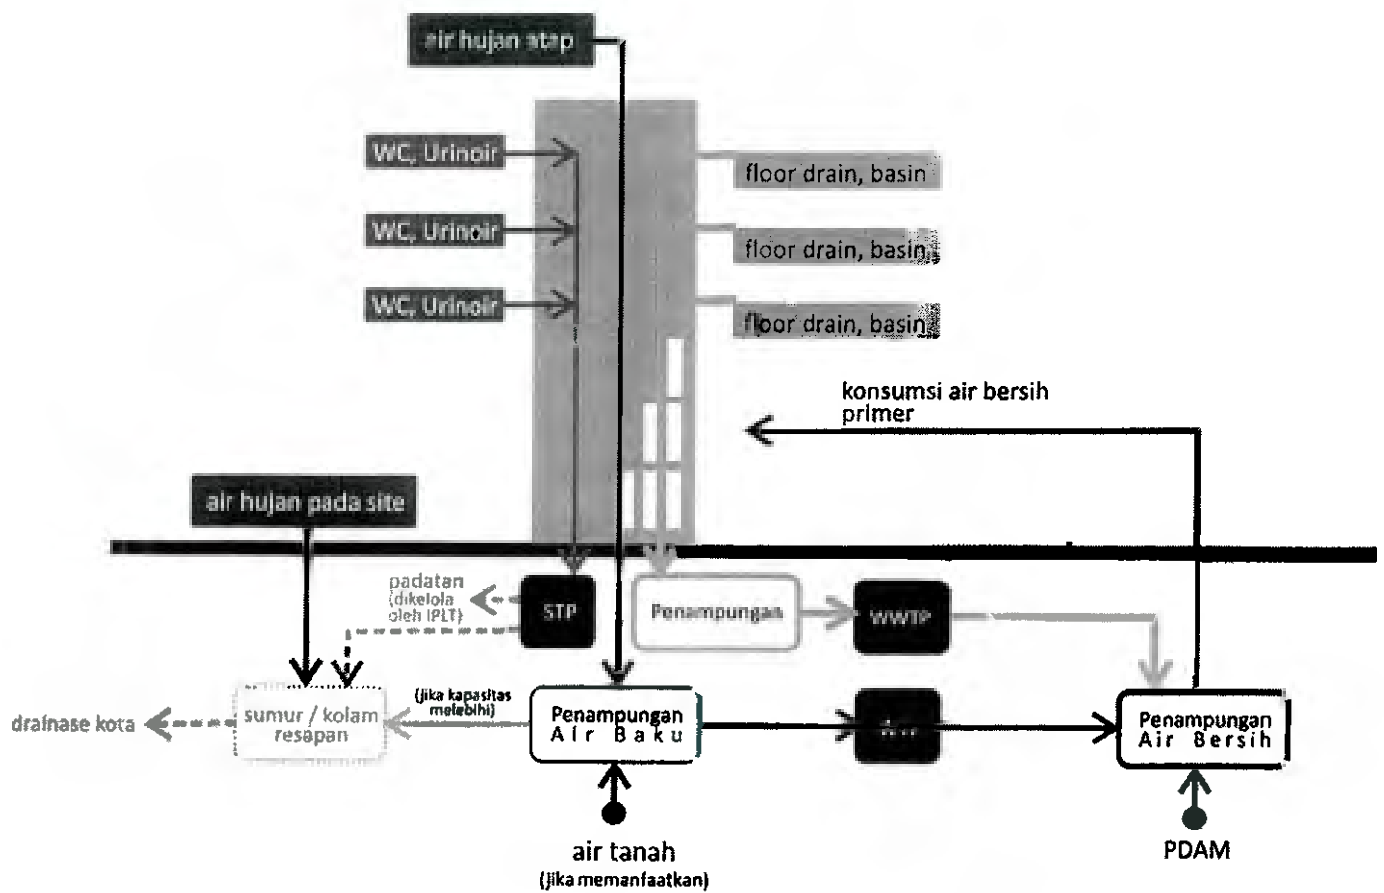 air hujan atap
WC, Urinoir
floor drain, basin
WC, Urinoir
floor drain, basin
WC, Urinoir
floor drain, basin
konsumsi air bersih
primer
air hujan pada site
padatan
(dikelola
oleh IPLT)
STP
Penampungan
WWTP
drainase kota
sumur / kolam
resapan
(jika kapasitas
melebihi)
Penampungan
Air Baku
Penampungan
Air Bersih
air tanah
(jika memanfaatkan)
PDAM